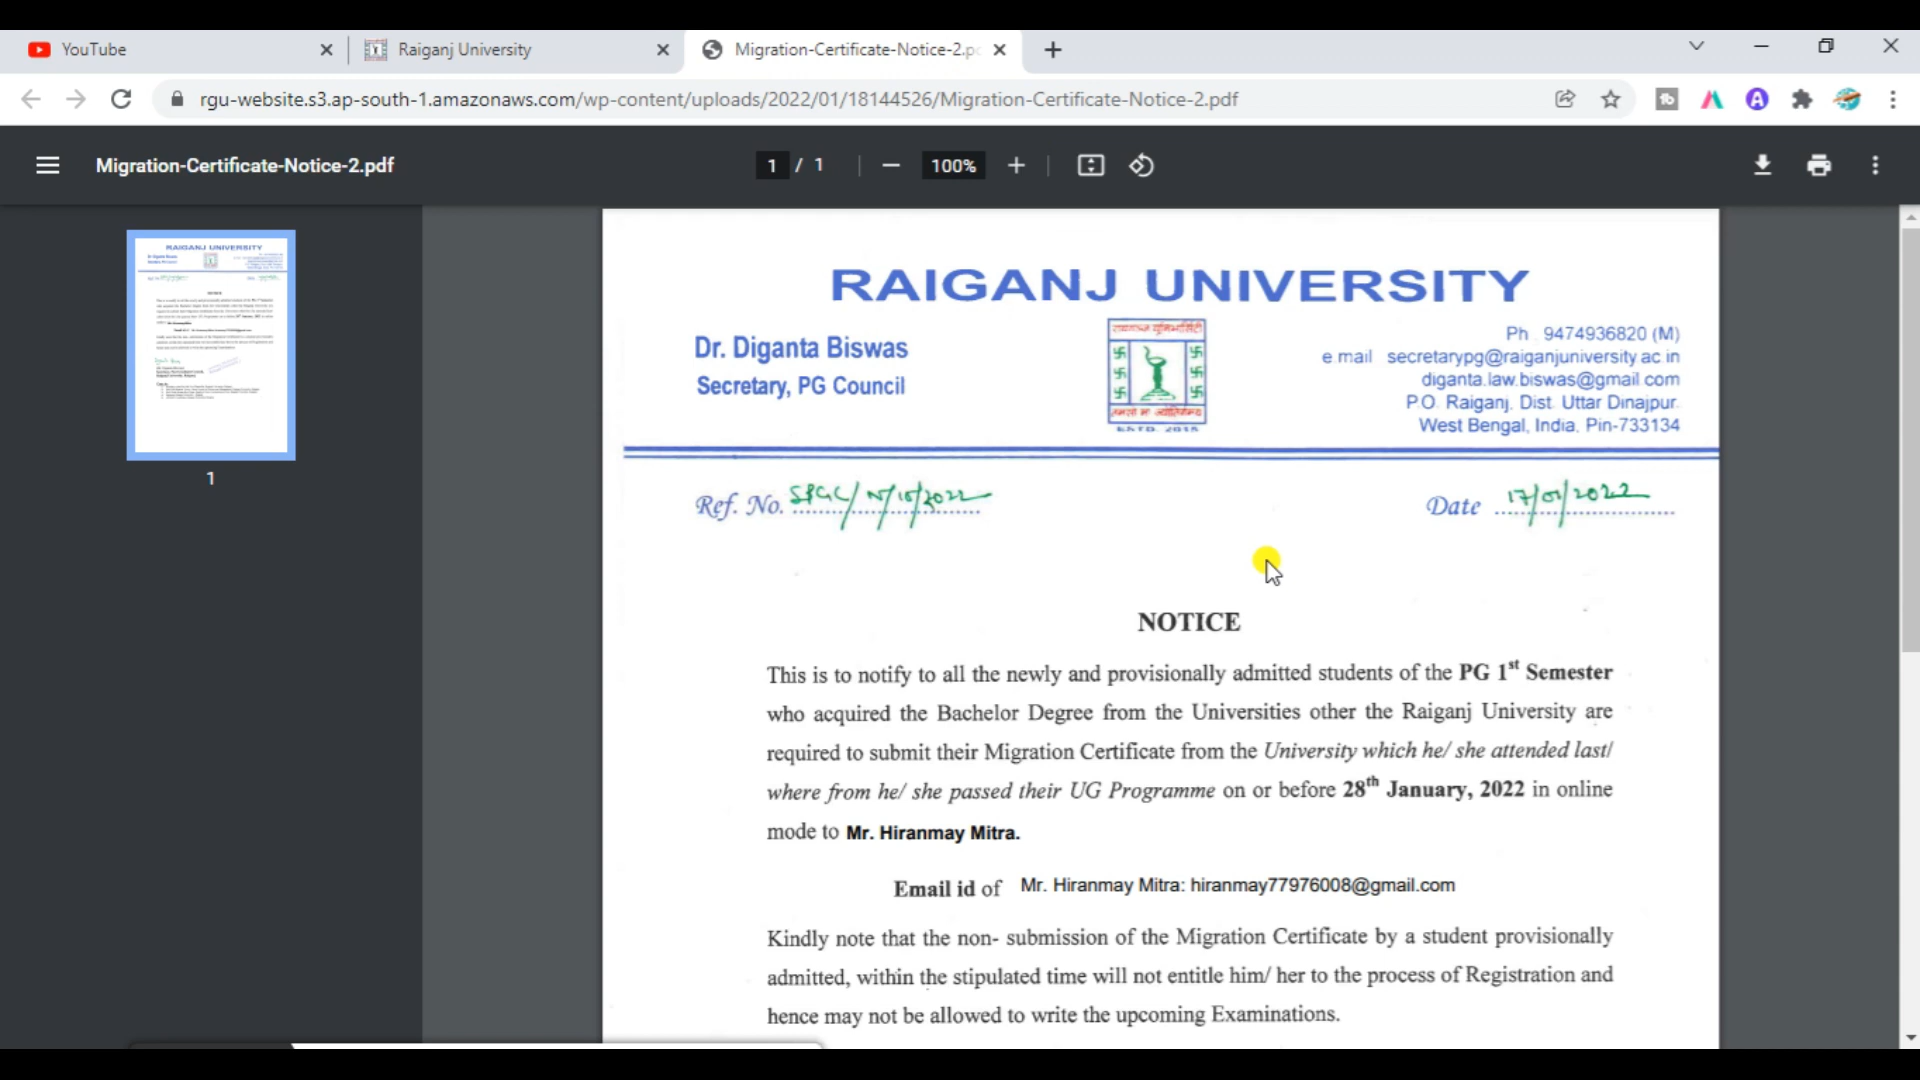 YouTube
Raiganj University
Migration-Certificate-Notice-2.pd
rgu-website.s3.ap-south-1.amazonaws.com/wp-content/uploads/2022/01/18144526/Migration-Certificate-Notice-2.pdf
Migration-Certificate-Notice-2.pdf
1 / 1
100%
RAIGANJ UNIVERSITY
Dr. Diganta Biswas
Secretary, PG Council
ESTD. 2015
Ph 9474936820 (M)
e mail secretarypg@raiganjuniversity ac in
diganta.law.biswas@gmail com
P.O. Raiganj, Dist. Uttar Dinajpur.
West Bengal, India. Pin-733134
Ref. No.
Date 17/01/2022
NOTICE
This is to notify to all the newly and provisionally admitted students of the PG 1st Semester
who acquired the Bachelor Degree from the Universities other the Raiganj University are
required to submit their Migration Certificate from the University which he/ she attended last/
where from he/ she passed their UG Programme on or before 28th January, 2022 in online
mode to Mr. Hiranmay Mitra.
Email id of Mr. Hiranmay Mitra: hiranmay77976008@gmail.com
Kindly note that the non- submission of the Migration Certificate by a student provisionally
admitted, within the stipulated time will not entitle him/ her to the process of Registration and
hence may not be allowed to write the upcoming Examinations.
RAIGANJ UNIVERSITY
1